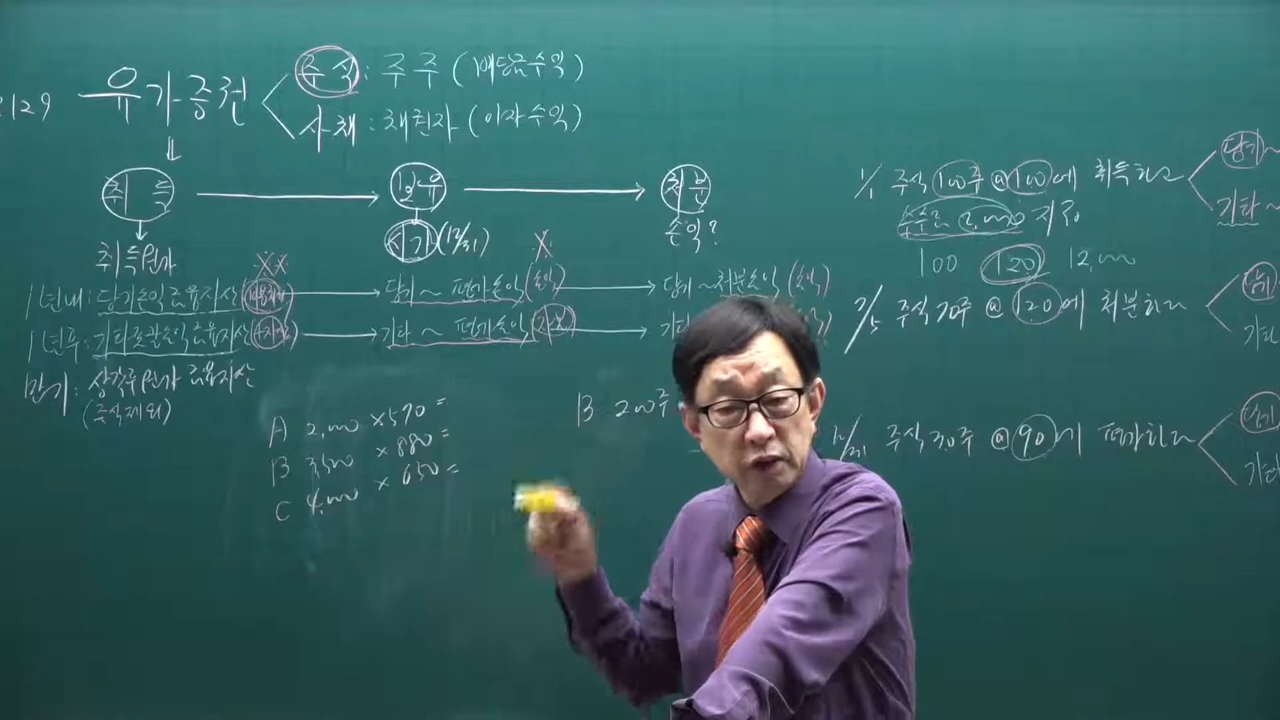 129 유가증권 주식 : 주주 (배당금수익)
사채 : 채권자 (이자수익)
취득 → 보유 → 처분
취득원가 시가 (12/31) 손익?
1년내 : 당기손익금융자산 당기~ 평가손익 (손익) 당기~처분손익 (손익)
1년후 : 기타포괄손익금융자산 기타~ 평가손익 (자본)
만기 : 상각후원가 금융자산
(주식제외)
A 2,000 × 570 =
B 3,500 × 880 =
C 4,000 × 650 =
B 200주
1/1 주식 100주 @100에 취득하고 당기~
수수료 2,000 지급 기타~
100 120 12,000
7/5 주식 70주 @120에 처분하고
기타
12/31 주식 30주 @90에 평가하고